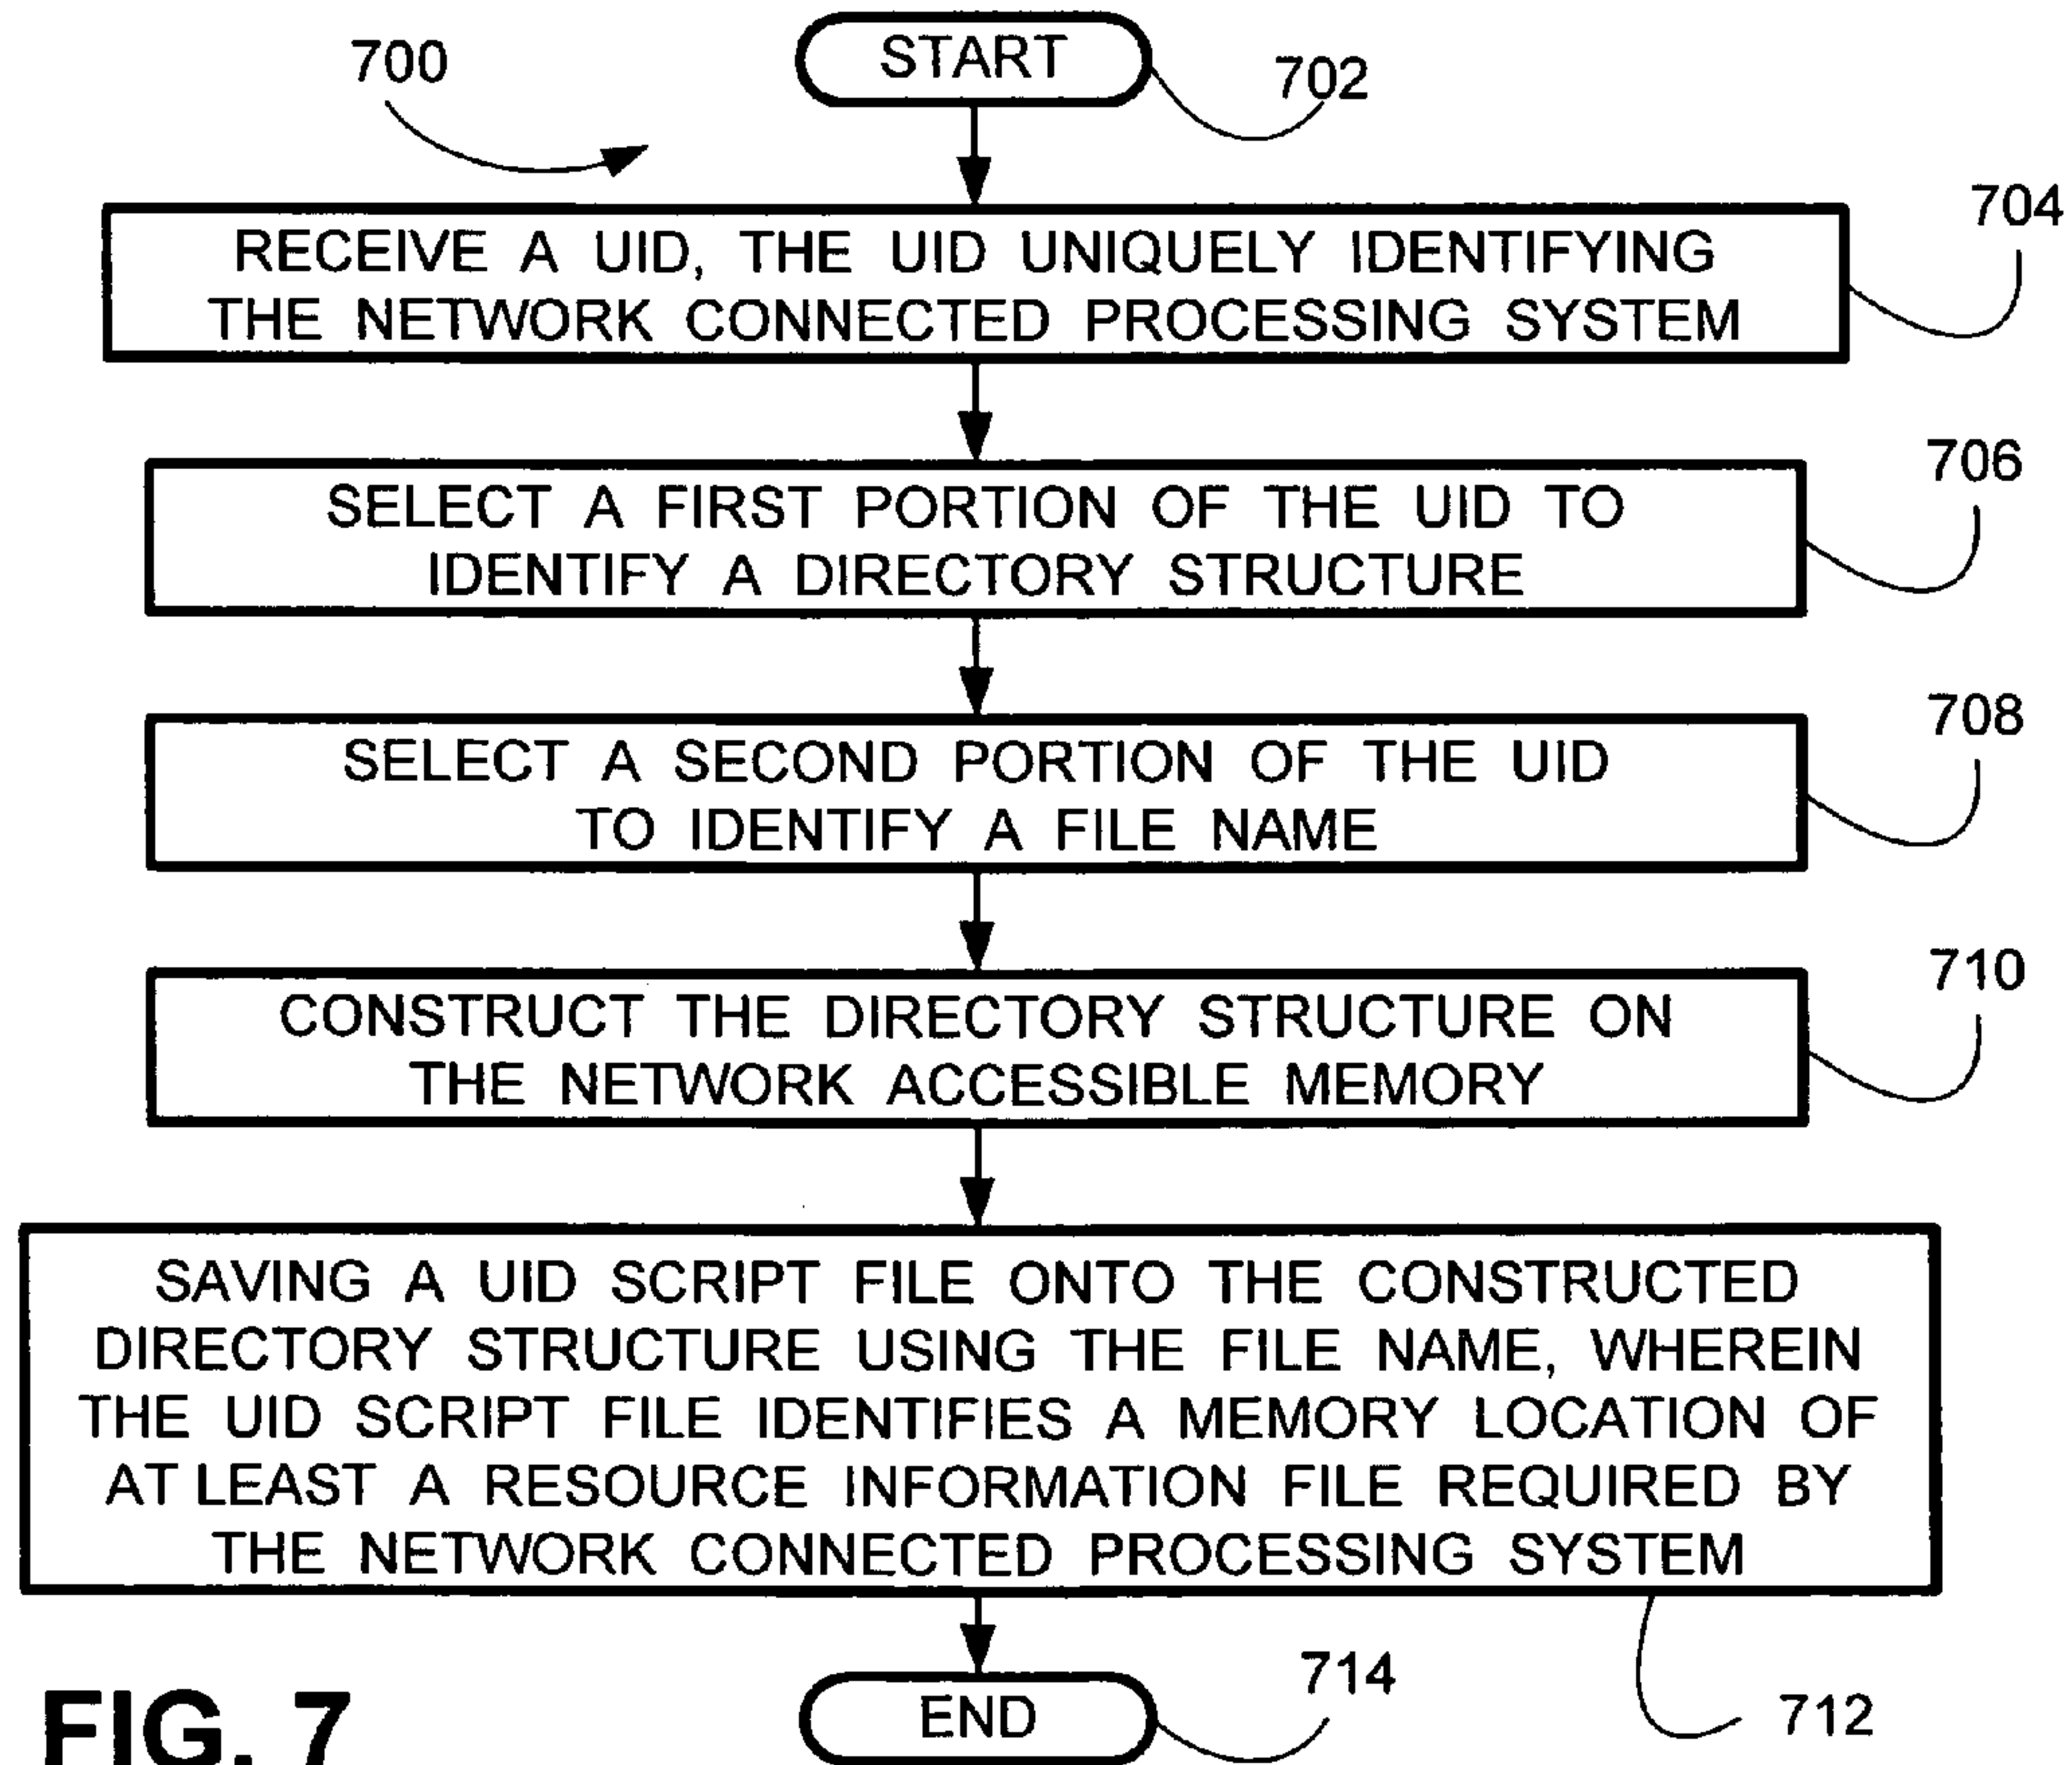 700
START
702
704
RECEIVE A UID, THE UID UNIQUELY IDENTIFYING
THE NETWORK CONNECTED PROCESSING SYSTEM
706
SELECT A FIRST PORTION OF THE UID TO
IDENTIFY A DIRECTORY STRUCTURE
708
SELECT A SECOND PORTION OF THE UID
TO IDENTIFY A FILE NAME
710
CONSTRUCT THE DIRECTORY STRUCTURE ON
THE NETWORK ACCESSIBLE MEMORY
SAVING A UID SCRIPT FILE ONTO THE CONSTRUCTED
DIRECTORY STRUCTURE USING THE FILE NAME, WHEREIN
THE UID SCRIPT FILE IDENTIFIES A MEMORY LOCATION OF
AT LEAST A RESOURCE INFORMATION FILE REQUIRED BY
THE NETWORK CONNECTED PROCESSING SYSTEM
712
END
714
FIG. 7